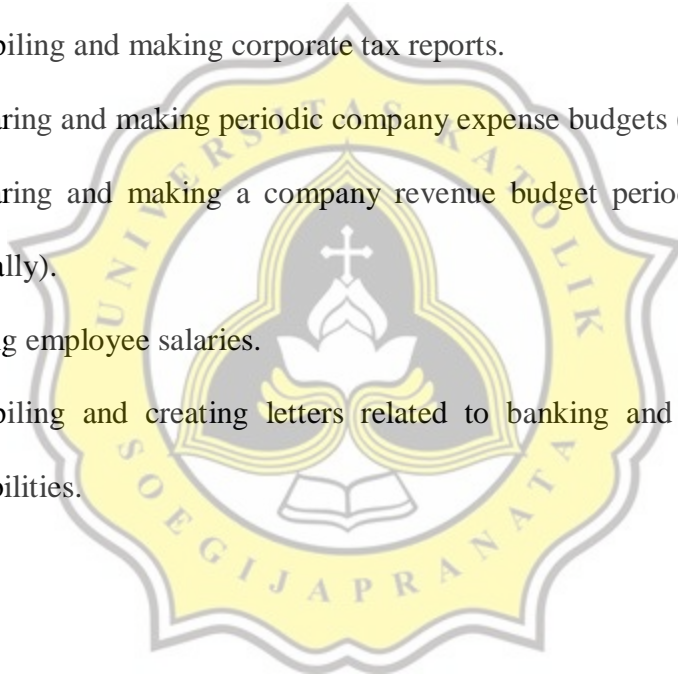 piling and making corporate tax reports.
aring and making periodic company expense budgets (
aring and making a company revenue budget perio
ally).
g employee salaries.
piling and creating letters related to banking and
bilities.
UNIVERSITAS KATOLIK
SOEGIJAPRANATA